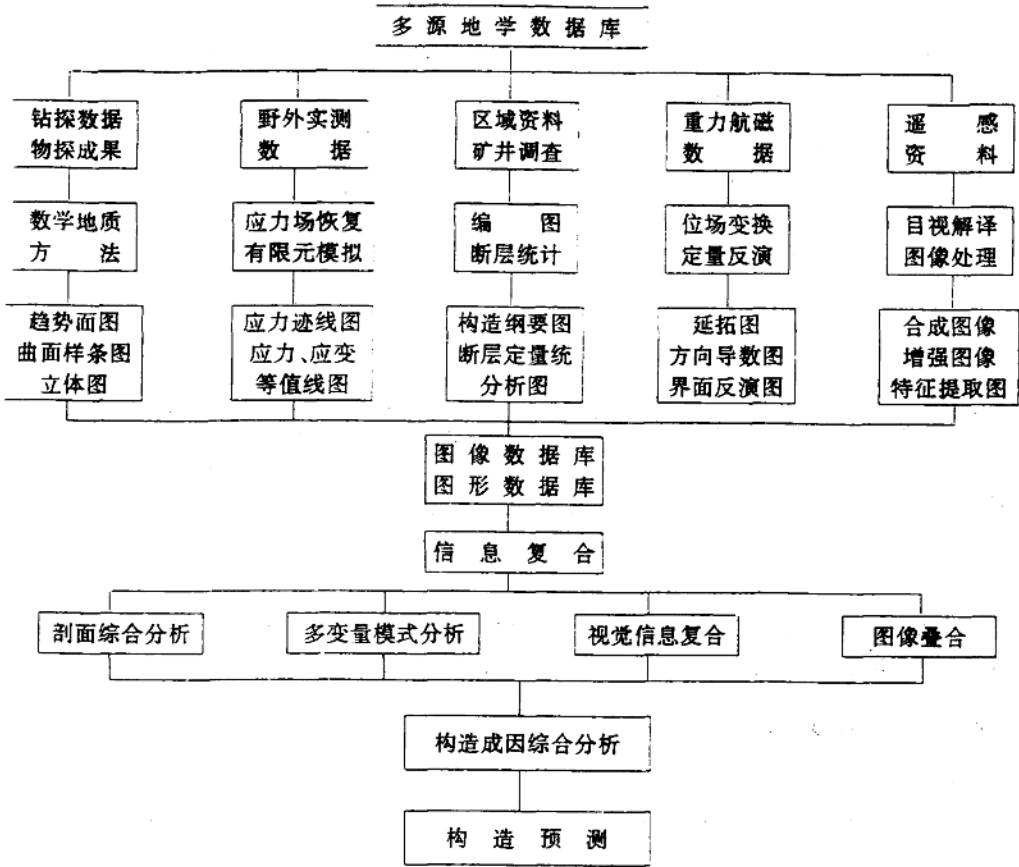 多源地学数据库
钻探数据
物探成果
野外实测
数据
区域资料
矿井调查
重力航磁
数据
遥感
资料
数学地质
方法
应力场恢复
有限元模拟
编图
断层统计
位场变换
定量反演
目视解译
图像处理
趋势面图
曲面样条图
立体图
应力迹线图
应力、应变
等值线图
构造纲要图
断层定量统
分析图
延拓图
方向导数图
界面反演图
合成图像
增强图像
特征提取图
图像数据库
图形数据库
信息复合
剖面综合分析
多变量模式分析
视觉信息复合
图像叠合
构造成因综合分析
构造预测